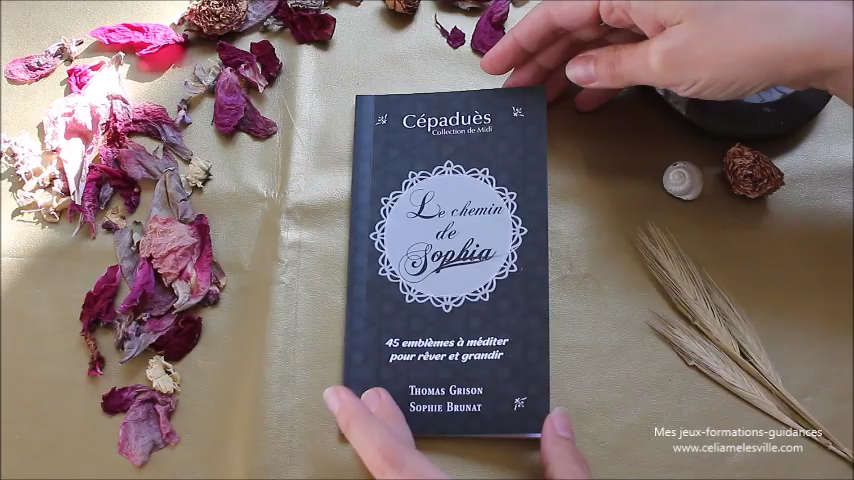 Cépaduès
Collection de Midi
Le chemin
de
Sophia
45 emblèmes à méditer
pour rêver et grandir
Thomas Grison
Sophie Brunat
Mes jeux-formations-guidances
www.celiamelesville.com